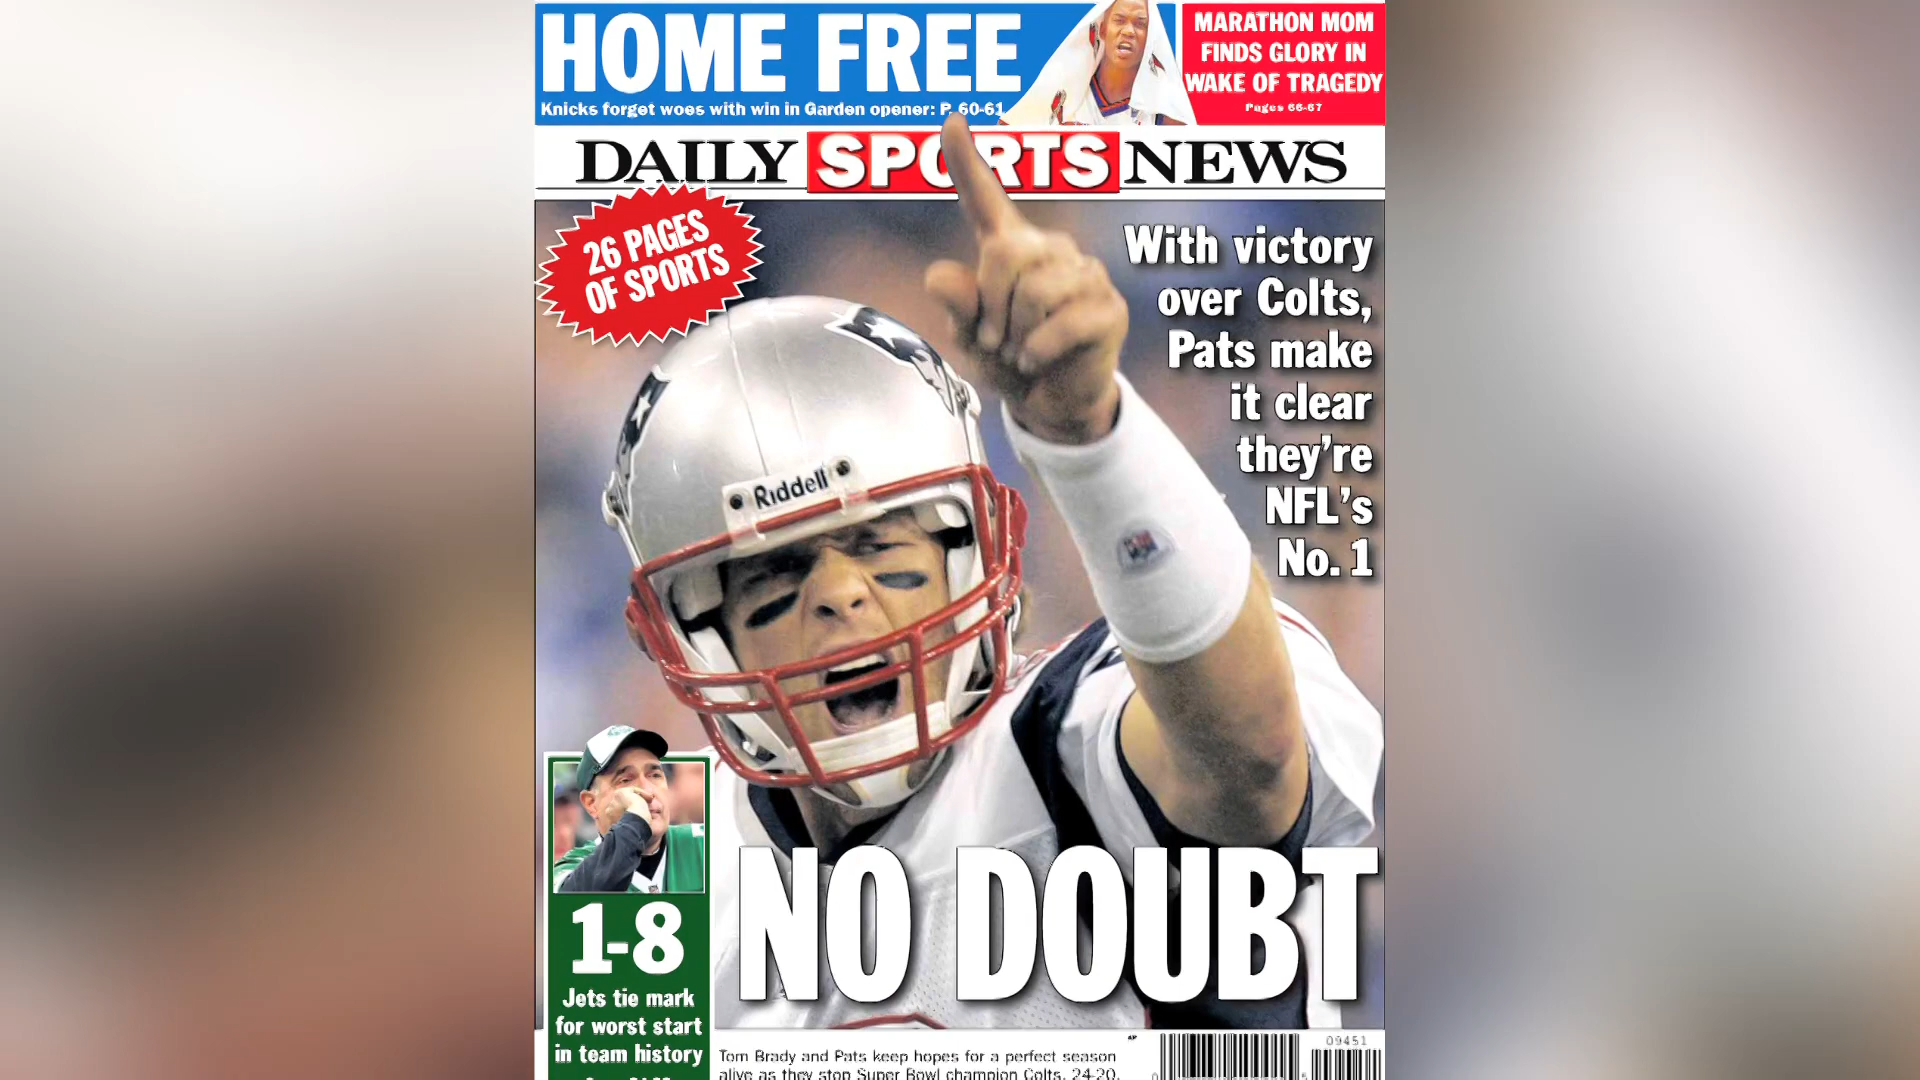 HOME FREE
Knicks forget woes with win in Garden opener: P. 60-61
MARATHON MOM
FINDS GLORY IN
WAKE OF TRAGEDY
Pages 66-67
DAILY SPORTS NEWS
26 PAGES
OF SPORTS
With victory
over Colts,
Pats make
it clear
they're
NFL's
No. 1
Riddell
1-8
Jets tie mark
for worst start
in team history
NO DOUBT
AP
Tom Brady and Pats keep hopes for a perfect season
alive as they stop Super Bowl champion Colts, 24-20.
09451